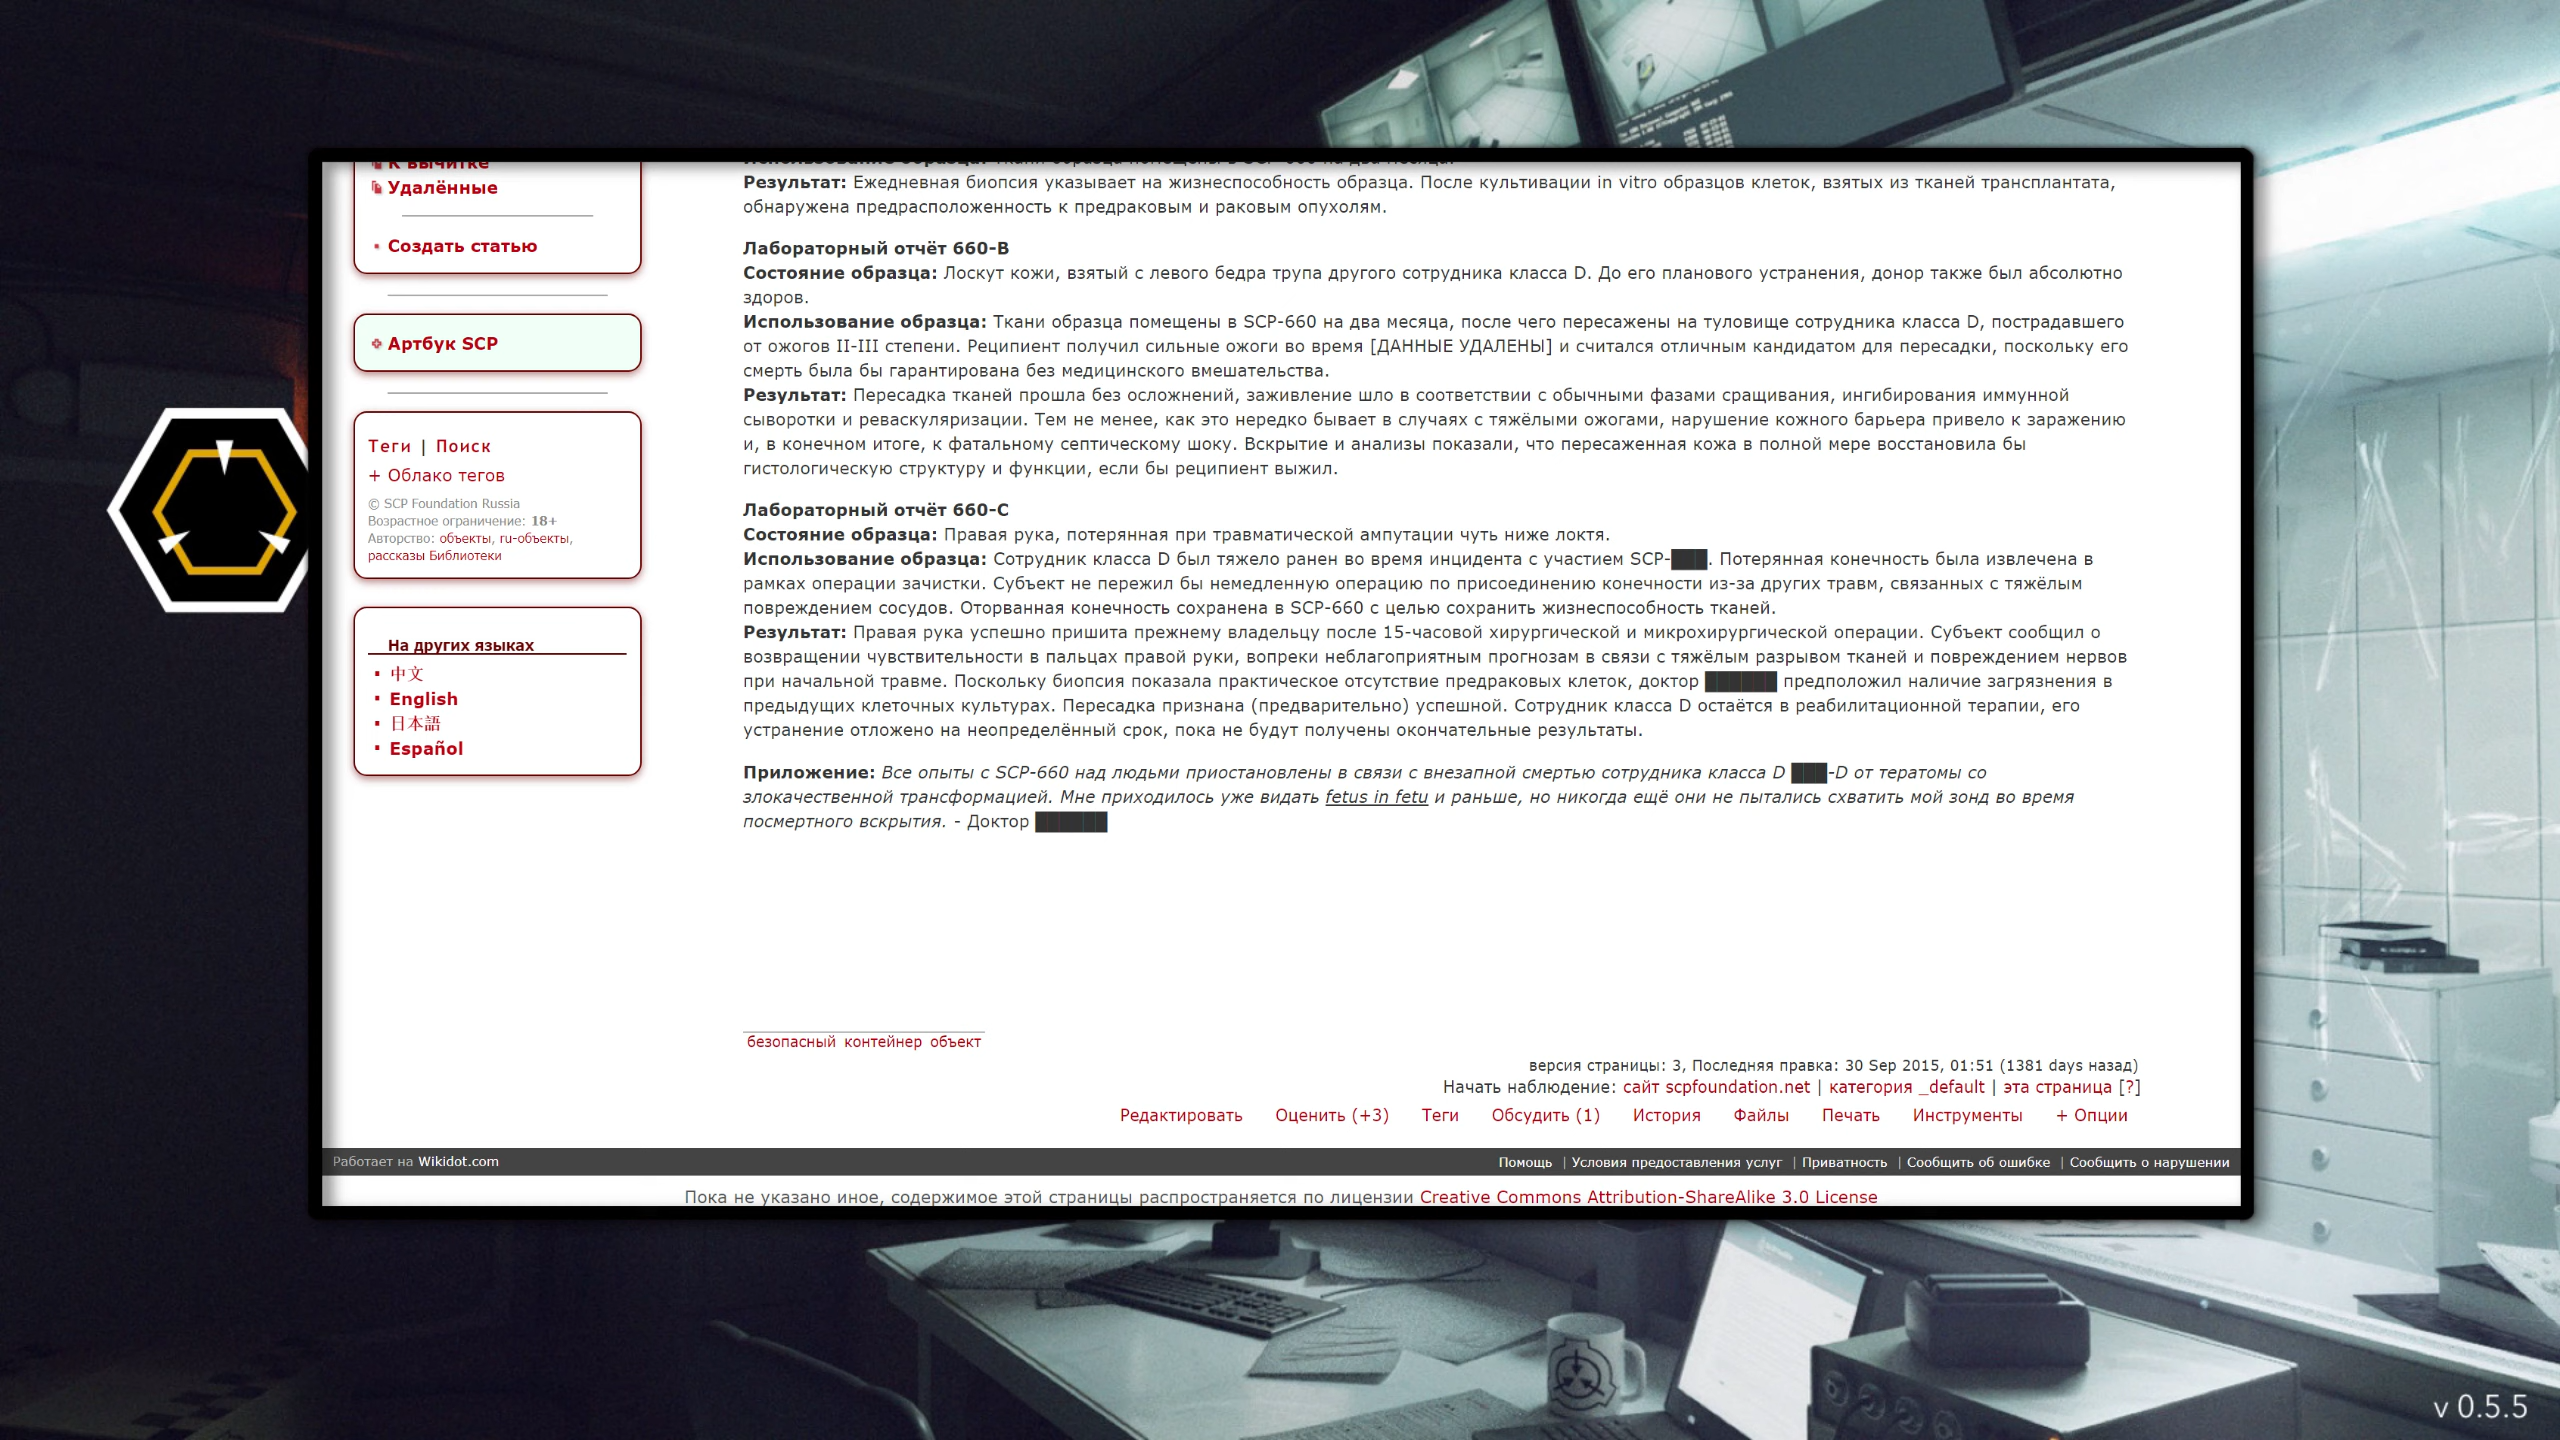 К вычитке
Удалённые
Создать статью
Артбук SCP
Теги | Поиск
+ Облако тегов
© SCP Foundation Russia
Возрастное ограничение: 18+
Авторство: объекты, ru-объекты,
рассказы Библиотеки
На других языках
中文
English
日本語
Español
Использование образца: Ткани образца помещены в SCP-660 на два месяца.
Результат: Ежедневная биопсия указывает на жизнеспособность образца. После культивации in vitro образцов клеток, взятых из тканей трансплантата,
обнаружена предрасположенность к предраковым и раковым опухолям.
Лабораторный отчёт 660-B
Состояние образца: Лоскут кожи, взятый с левого бедра трупа другого сотрудника класса D. До его планового устранения, донор также был абсолютно
здоров.
Использование образца: Ткани образца помещены в SCP-660 на два месяца, после чего пересажены на туловище сотрудника класса D, пострадавшего
от ожогов II-III степени. Реципиент получил сильные ожоги во время [ДАННЫЕ УДАЛЕНЫ] и считался отличным кандидатом для пересадки, поскольку его
смерть была бы гарантирована без медицинского вмешательства.
Результат: Пересадка тканей прошла без осложнений, заживление шло в соответствии с обычными фазами сращивания, ингибирования иммунной
сыворотки и реваскуляризации. Тем не менее, как это нередко бывает в случаях с тяжёлыми ожогами, нарушение кожного барьера привело к заражению
и, в конечном итоге, к фатальному септическому шоку. Вскрытие и анализы показали, что пересаженная кожа в полной мере восстановила бы
гистологическую структуру и функции, если бы реципиент выжил.
Лабораторный отчёт 660-C
Состояние образца: Правая рука, потерянная при травматической ампутации чуть ниже локтя.
Использование образца: Сотрудник класса D был тяжело ранен во время инцидента с участием SCP-███. Потерянная конечность была извлечена в
рамках операции зачистки. Субъект не пережил бы немедленную операцию по присоединению конечности из-за других травм, связанных с тяжёлым
повреждением сосудов. Оторванная конечность сохранена в SCP-660 с целью сохранить жизнеспособность тканей.
Результат: Правая рука успешно пришита прежнему владельцу после 15-часовой хирургической и микрохирургической операции. Субъект сообщил о
возвращении чувствительности в пальцах правой руки, вопреки неблагоприятным прогнозам в связи с тяжёлым разрывом тканей и повреждением нервов
при начальной травме. Поскольку биопсия показала практическое отсутствие предраковых клеток, доктор ██████ предположил наличие загрязнения в
предыдущих клеточных культурах. Пересадка признана (предварительно) успешной. Сотрудник класса D остаётся в реабилитационной терапии, его
устранение отложено на неопределённый срок, пока не будут получены окончательные результаты.
Приложение: Все опыты с SCP-660 над людьми приостановлены в связи с внезапной смертью сотрудника класса D ███-D от тератомы со
злокачественной трансформацией. Мне приходилось уже видать fetus in fetu и раньше, но никогда ещё они не пытались схватить мой зонд во время
посмертного вскрытия. - Доктор ██████
безопасный контейнер объект
версия страницы: 3, Последняя правка: 30 Sep 2015, 01:51 (1381 days назад)
Начать наблюдение: сайт scpfoundation.net | категория _default | эта страница [?]
Редактировать Оценить (+3) Теги Обсудить (1) История Файлы Печать Инструменты + Опции
Работает на Wikidot.com
Помощь | Условия предоставления услуг | Приватность | Сообщить об ошибке | Сообщить о нарушении
Пока не указано иное, содержимое этой страницы распространяется по лицензии Creative Commons Attribution-ShareAlike 3.0 License
v 0.5.5